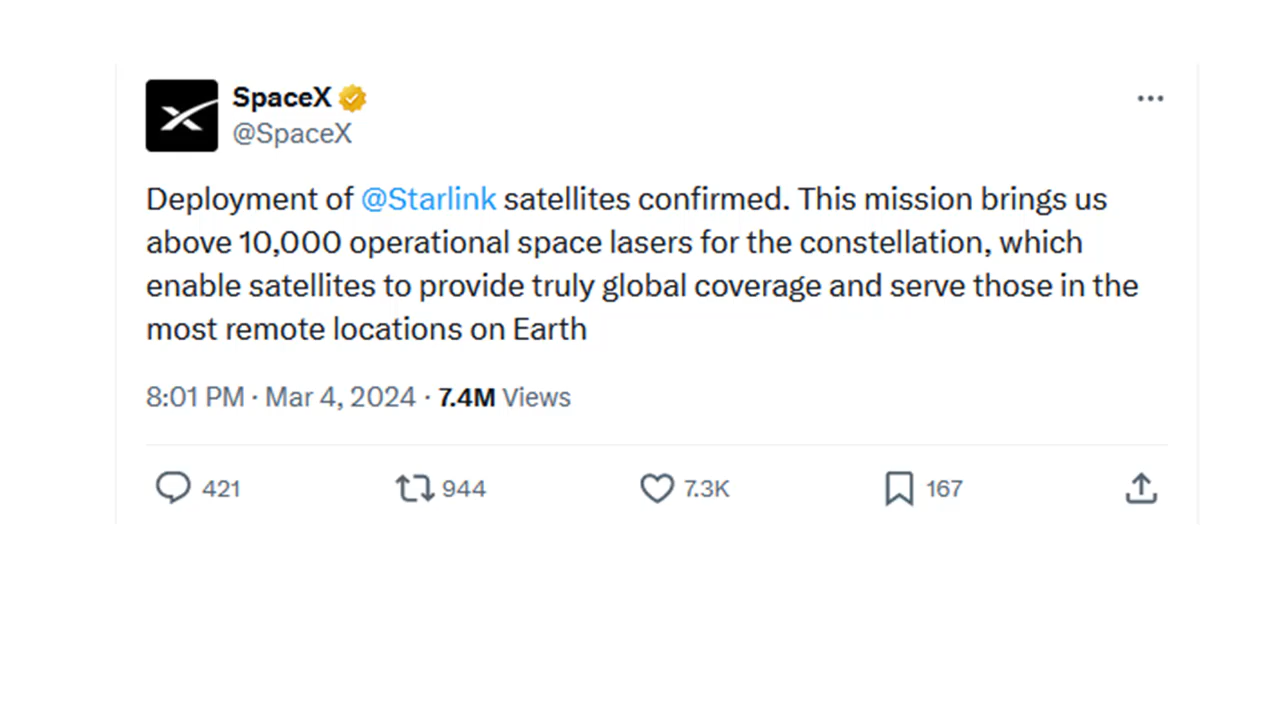 SpaceX
@SpaceX
Deployment of @Starlink satellites confirmed. This mission brings us
above 10,000 operational space lasers for the constellation, which
enable satellites to provide truly global coverage and serve those in the
most remote locations on Earth
8:01 PM · Mar 4, 2024 · 7.4M Views
421 944 7.3K 167